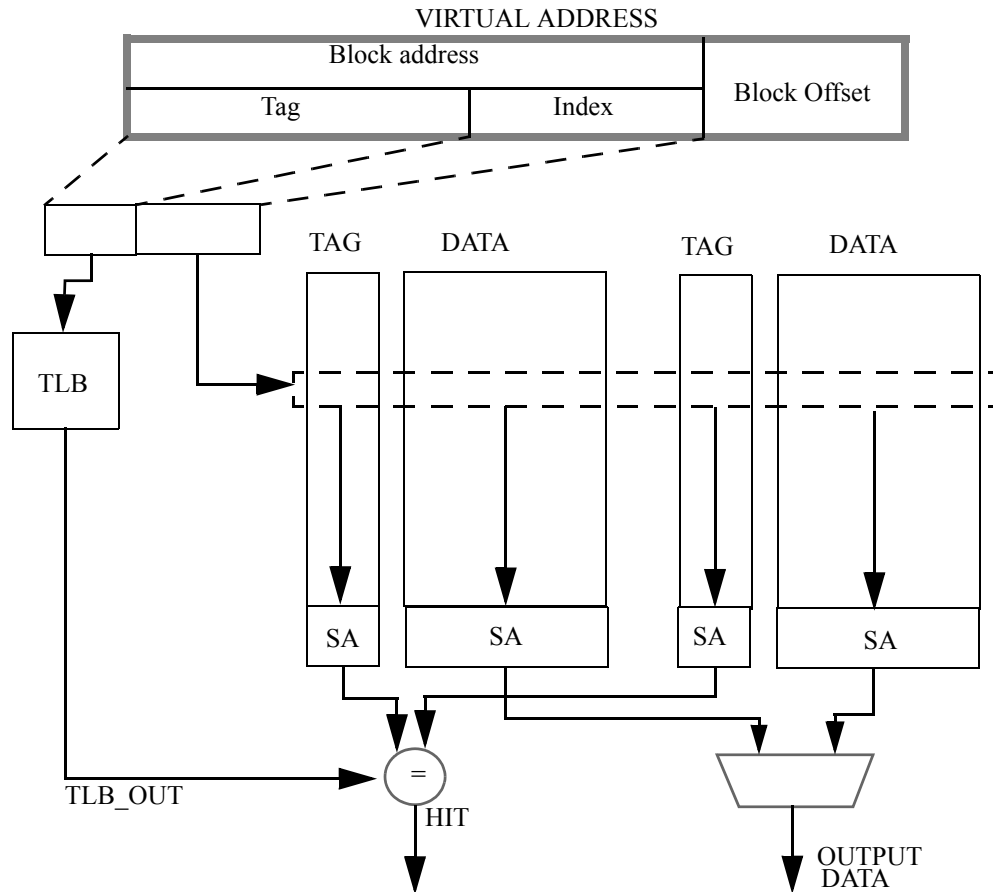 VIRTUAL ADDRESS
Block address
Block Offset
Tag
Index
TAG
DATA
TAG
DATA
TLB
SA
SA
SA
SA
=
TLB_OUT
HIT
OUTPUT
DATA